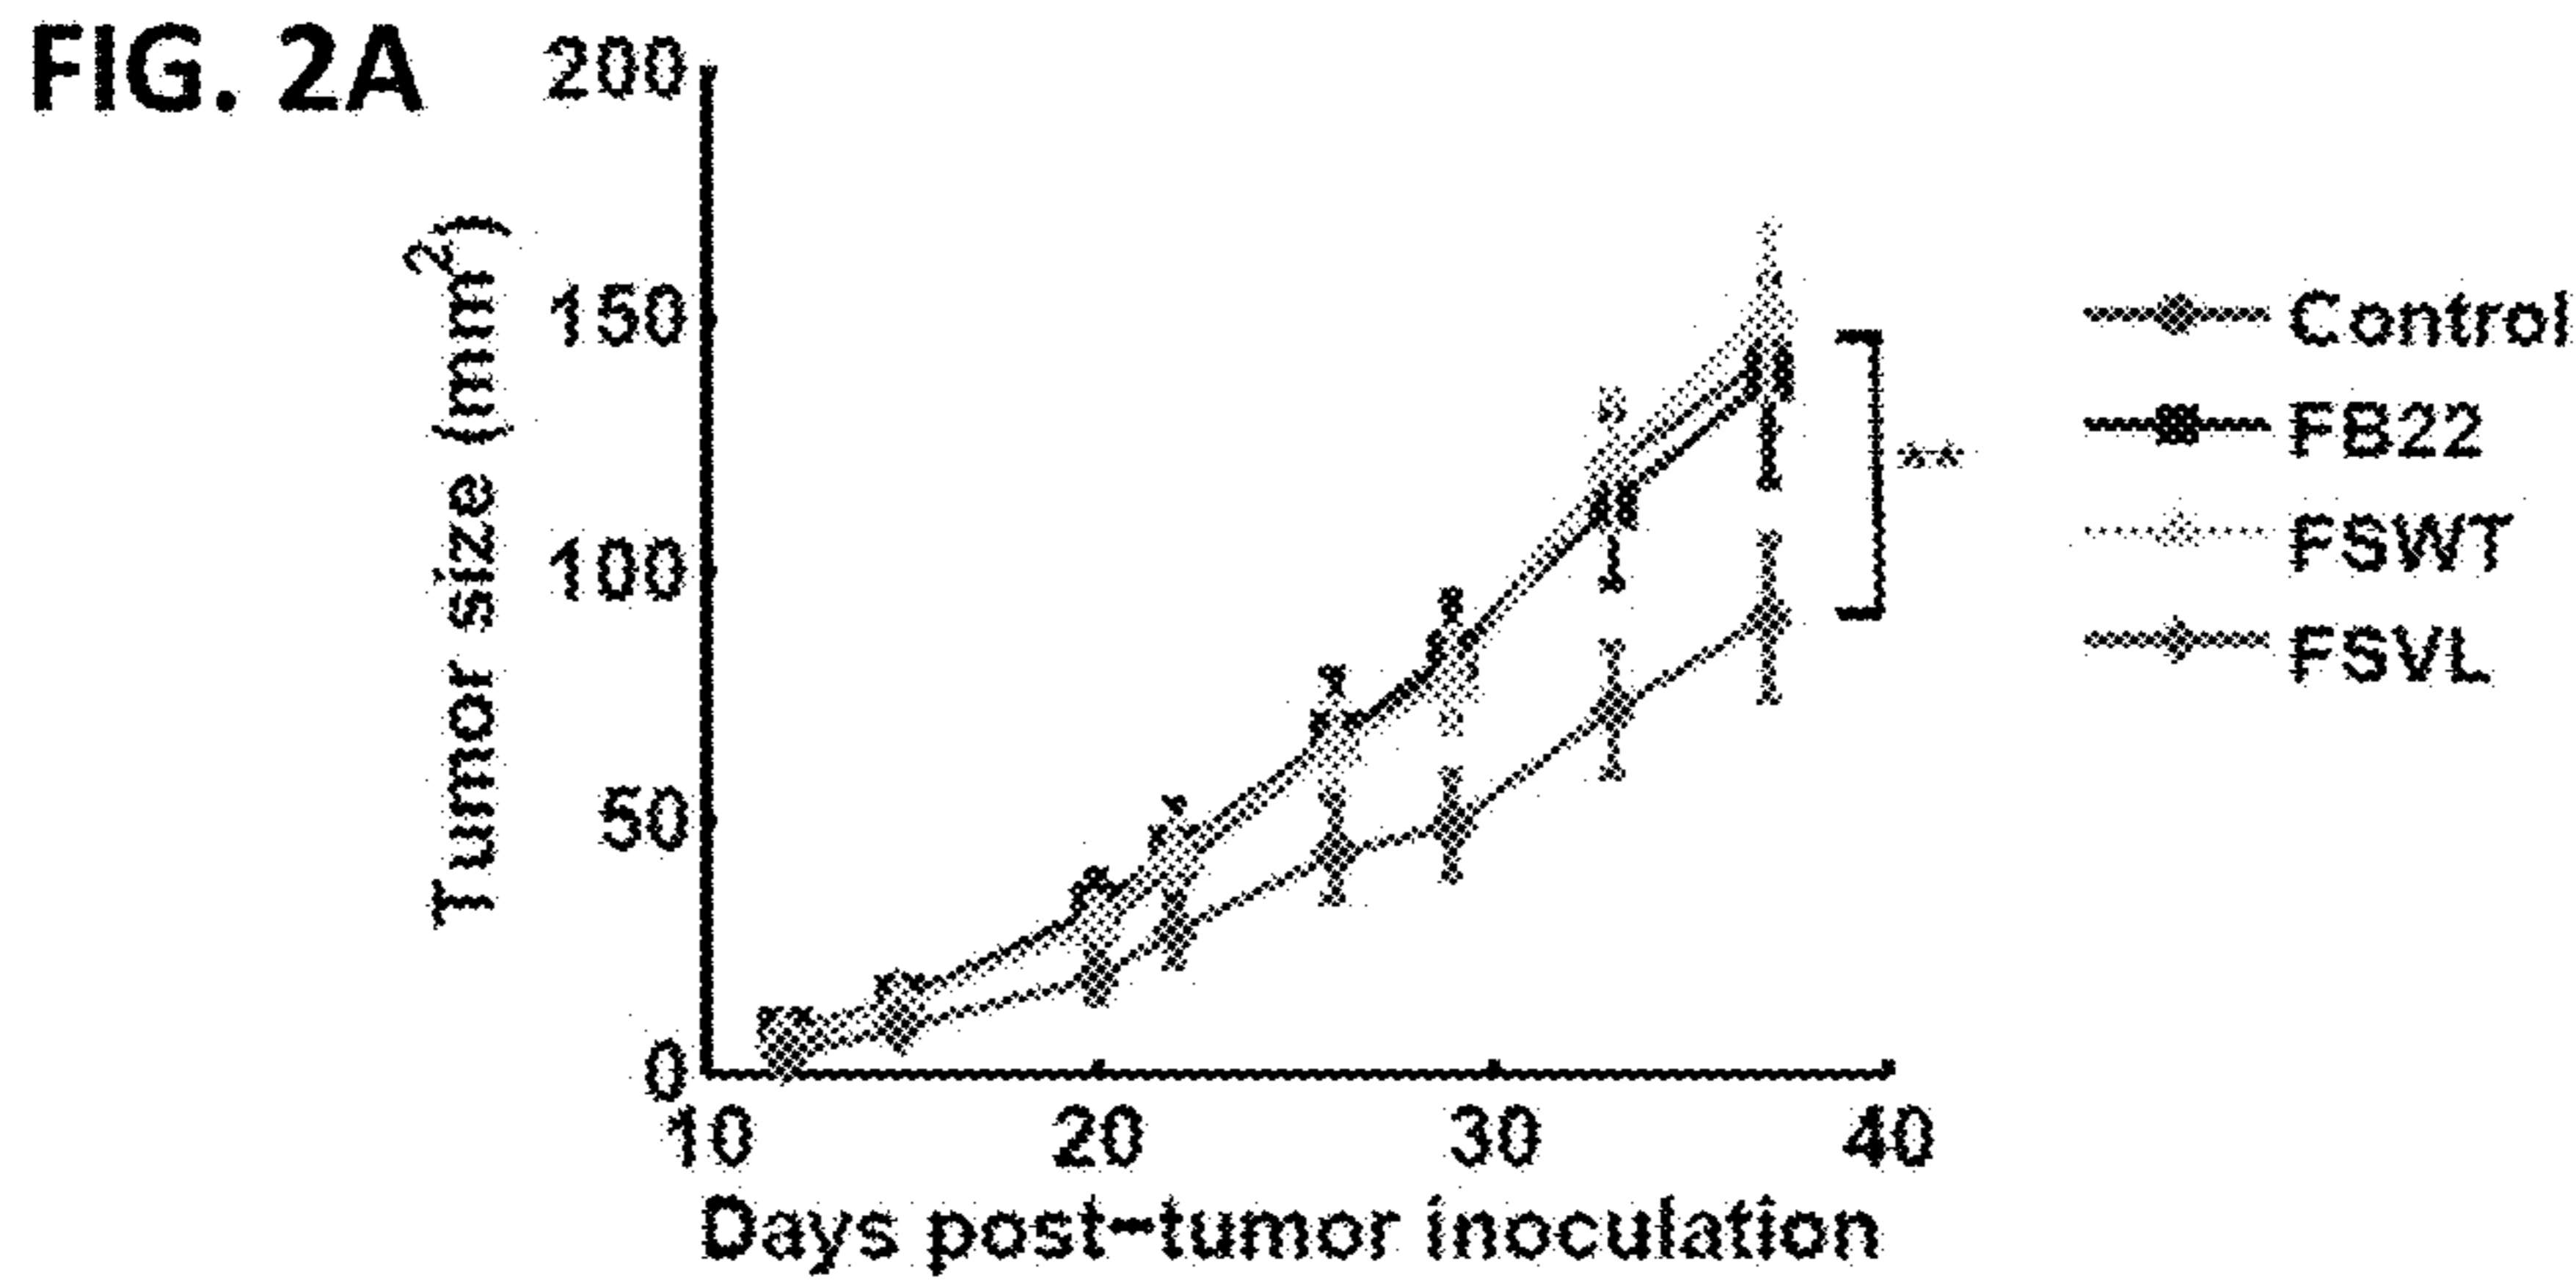 FIG. 2A
200
150
100
50
0
Tumor size (mm2)
10 20 30 40
Days post-tumor inoculation
**
Control
FB22
FSWT
FSVL